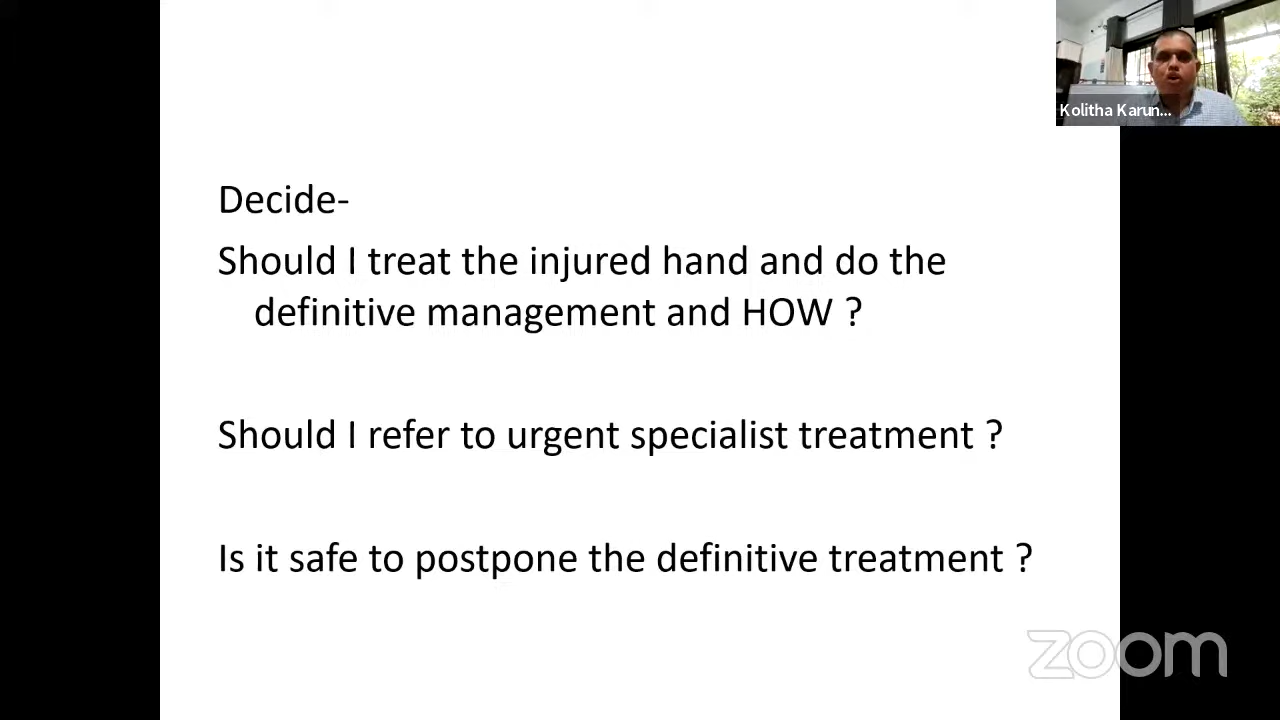 Kolitha Karun...
Decide-
Should I treat the injured hand and do the
definitive management and HOW ?
Should I refer to urgent specialist treatment ?
Is it safe to postpone the definitive treatment ?
zoom